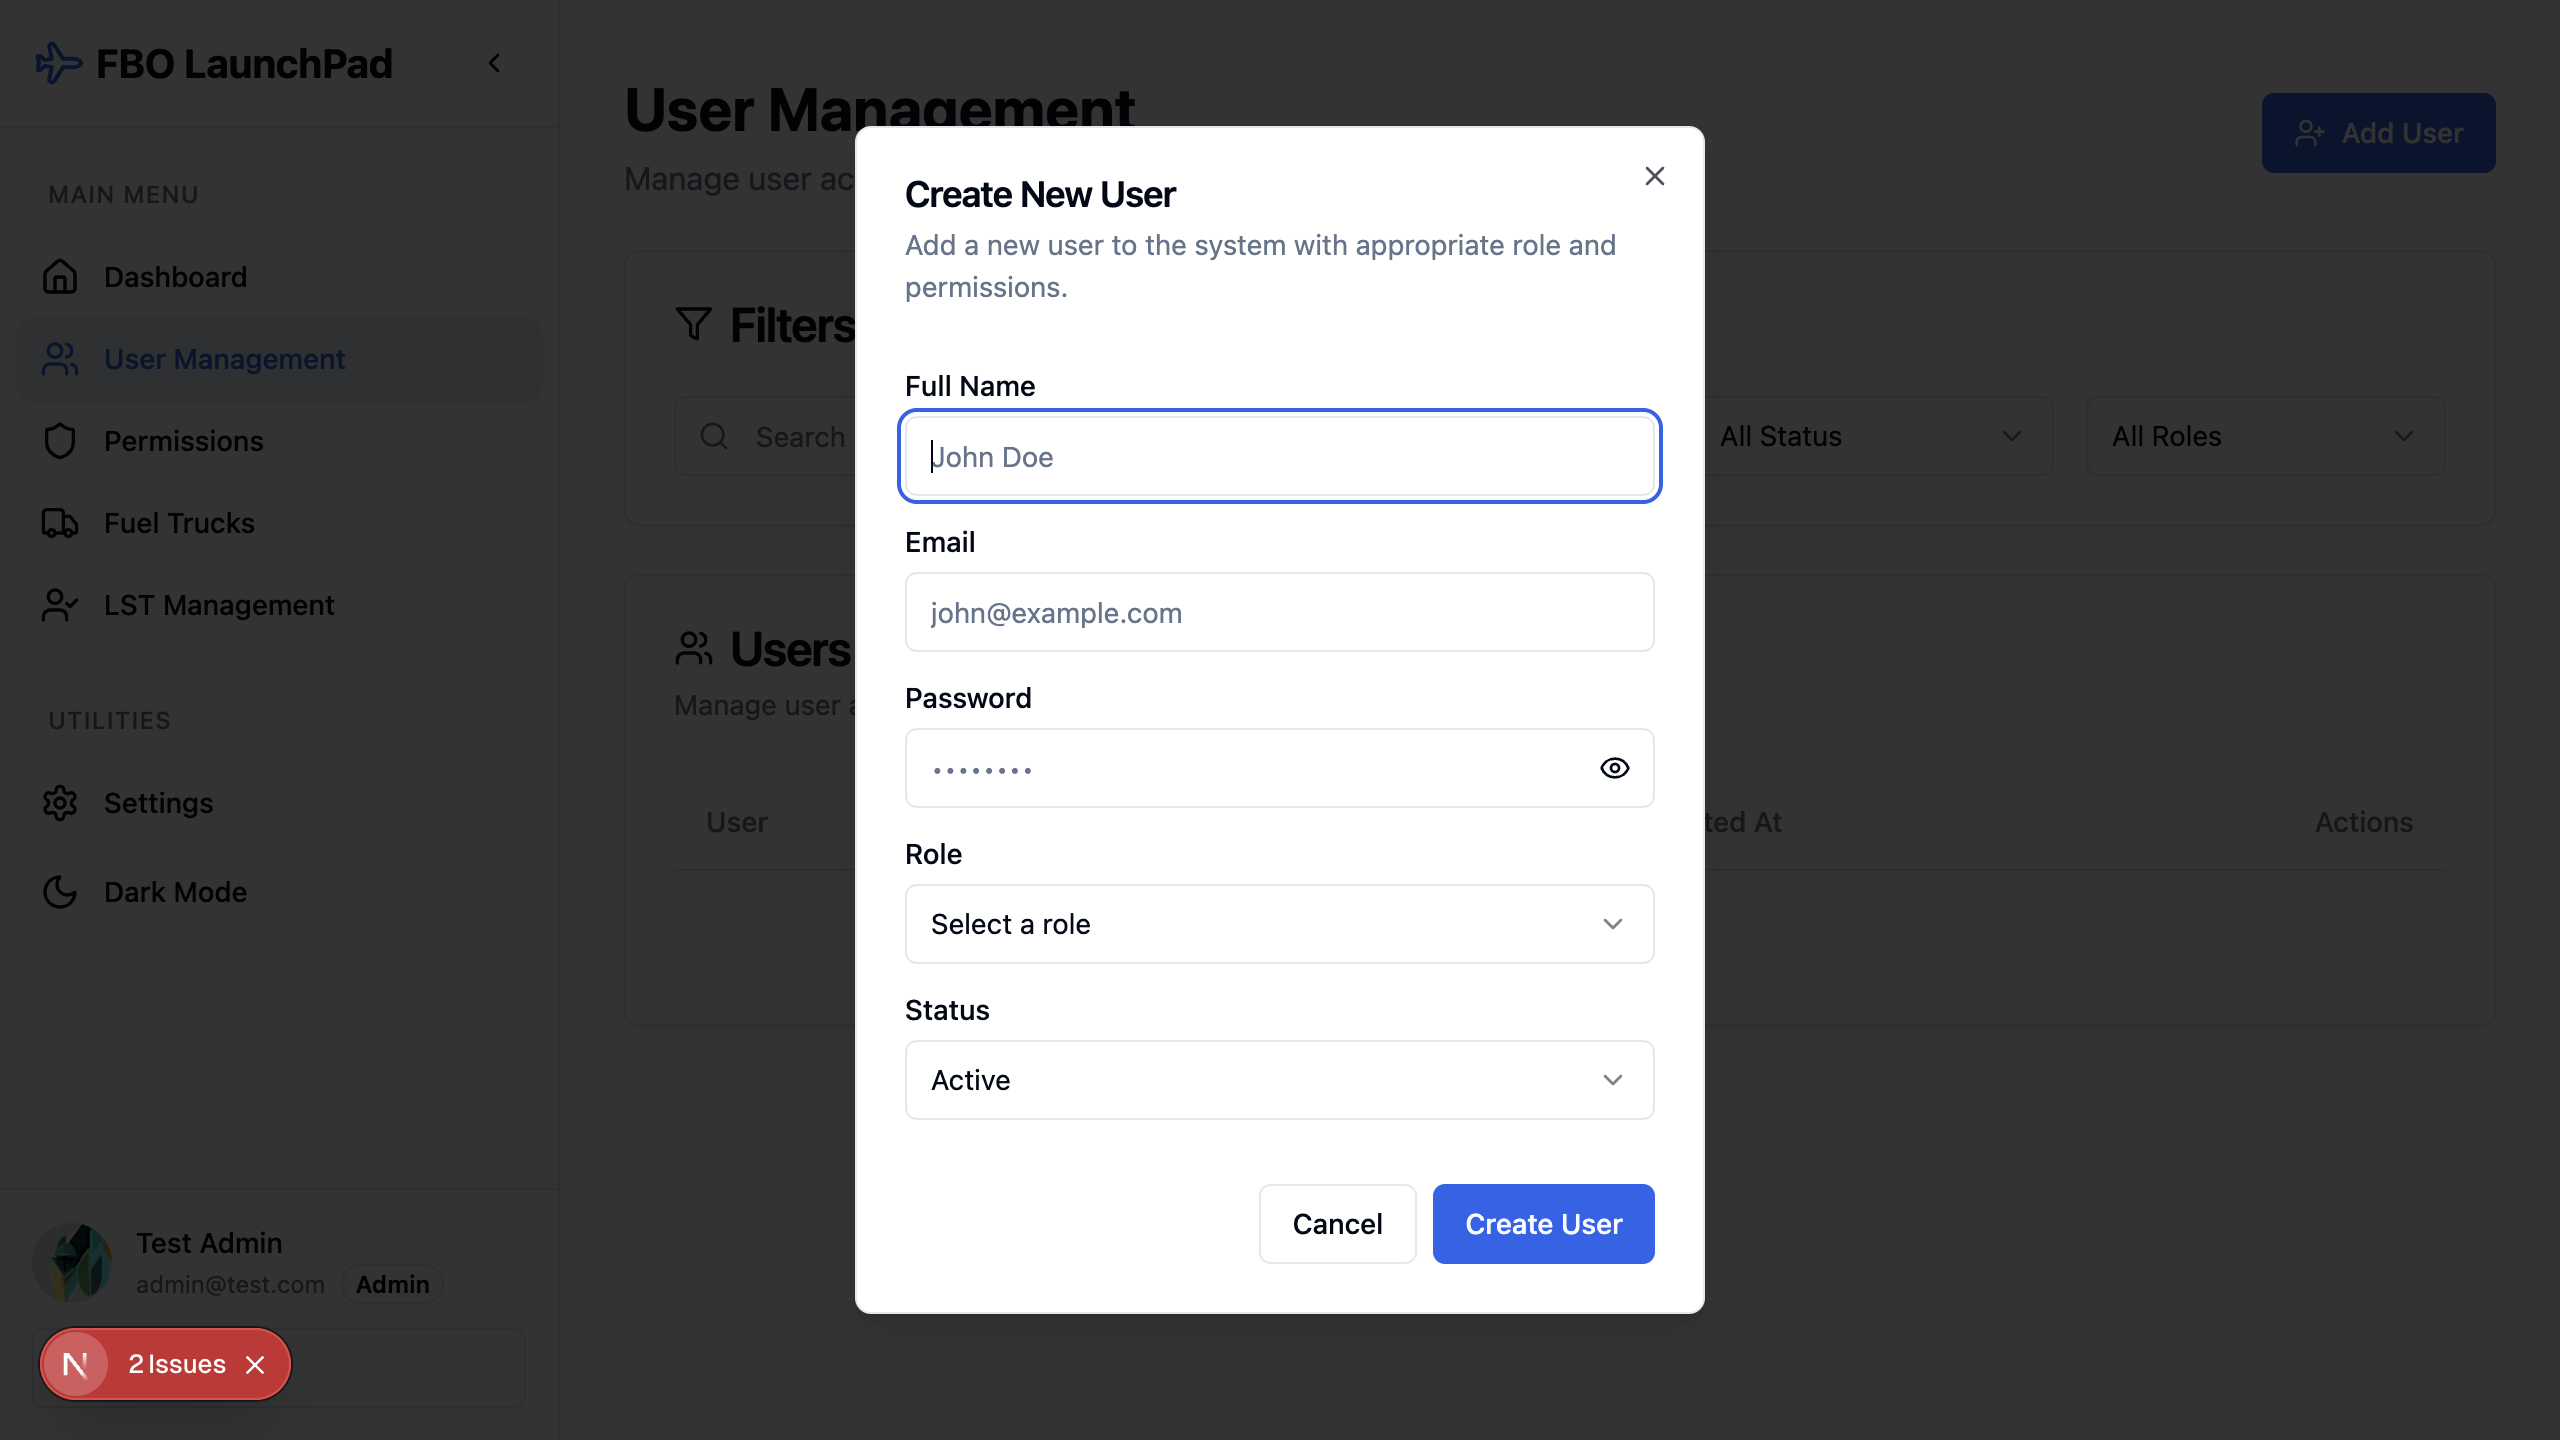 FBO LaunchPad
MAIN MENU
Dashboard
User Management
Permissions
Fuel Trucks
LST Management
UTILITIES
Settings
Dark Mode
Test Admin
admin@test.com Admin
N 2 Issues
User Management
Manage user ac
Add User
Filters
Search
All Status
All Roles
Users
Manage user
User
ted At
Actions
Create New User
Add a new user to the system with appropriate role and
permissions.
Full Name
John Doe
Email
john@example.com
Password
••••••••
Role
Select a role
Status
Active
Cancel
Create User